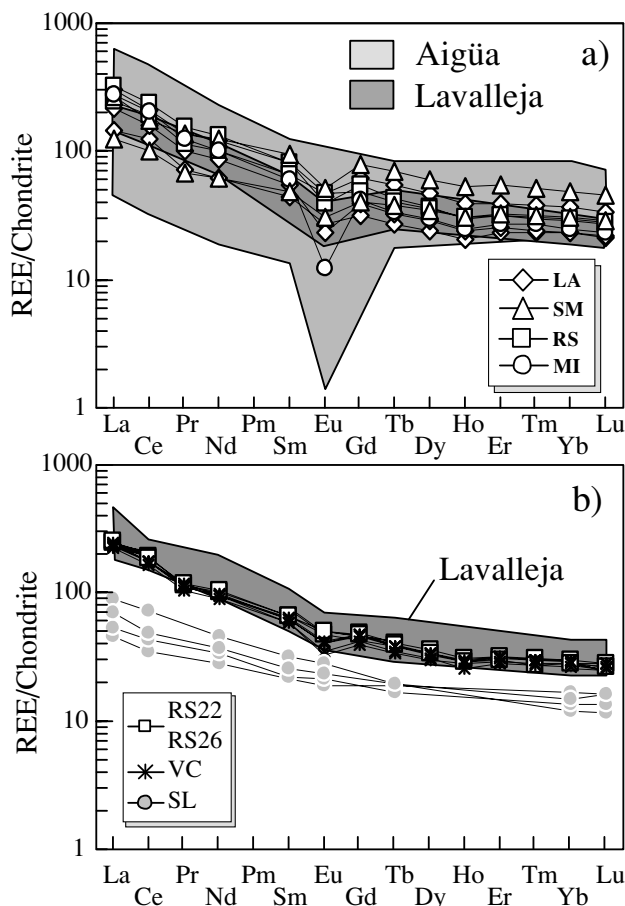 1000
Aigüa
a)
Lavalleja
100
REE/Chondrite
10
LA
SM
RS
MI
1
La Pr Pm Eu Tb Ho Tm Lu
Ce Nd Sm Gd Dy Er Yb
1000
b)
Lavalleja
100
REE/Chondrite
10
RS22
RS26
VC
SL
1
La Pr Pm Eu Tb Ho Tm Lu
Ce Nd Sm Gd Dy Er Yb